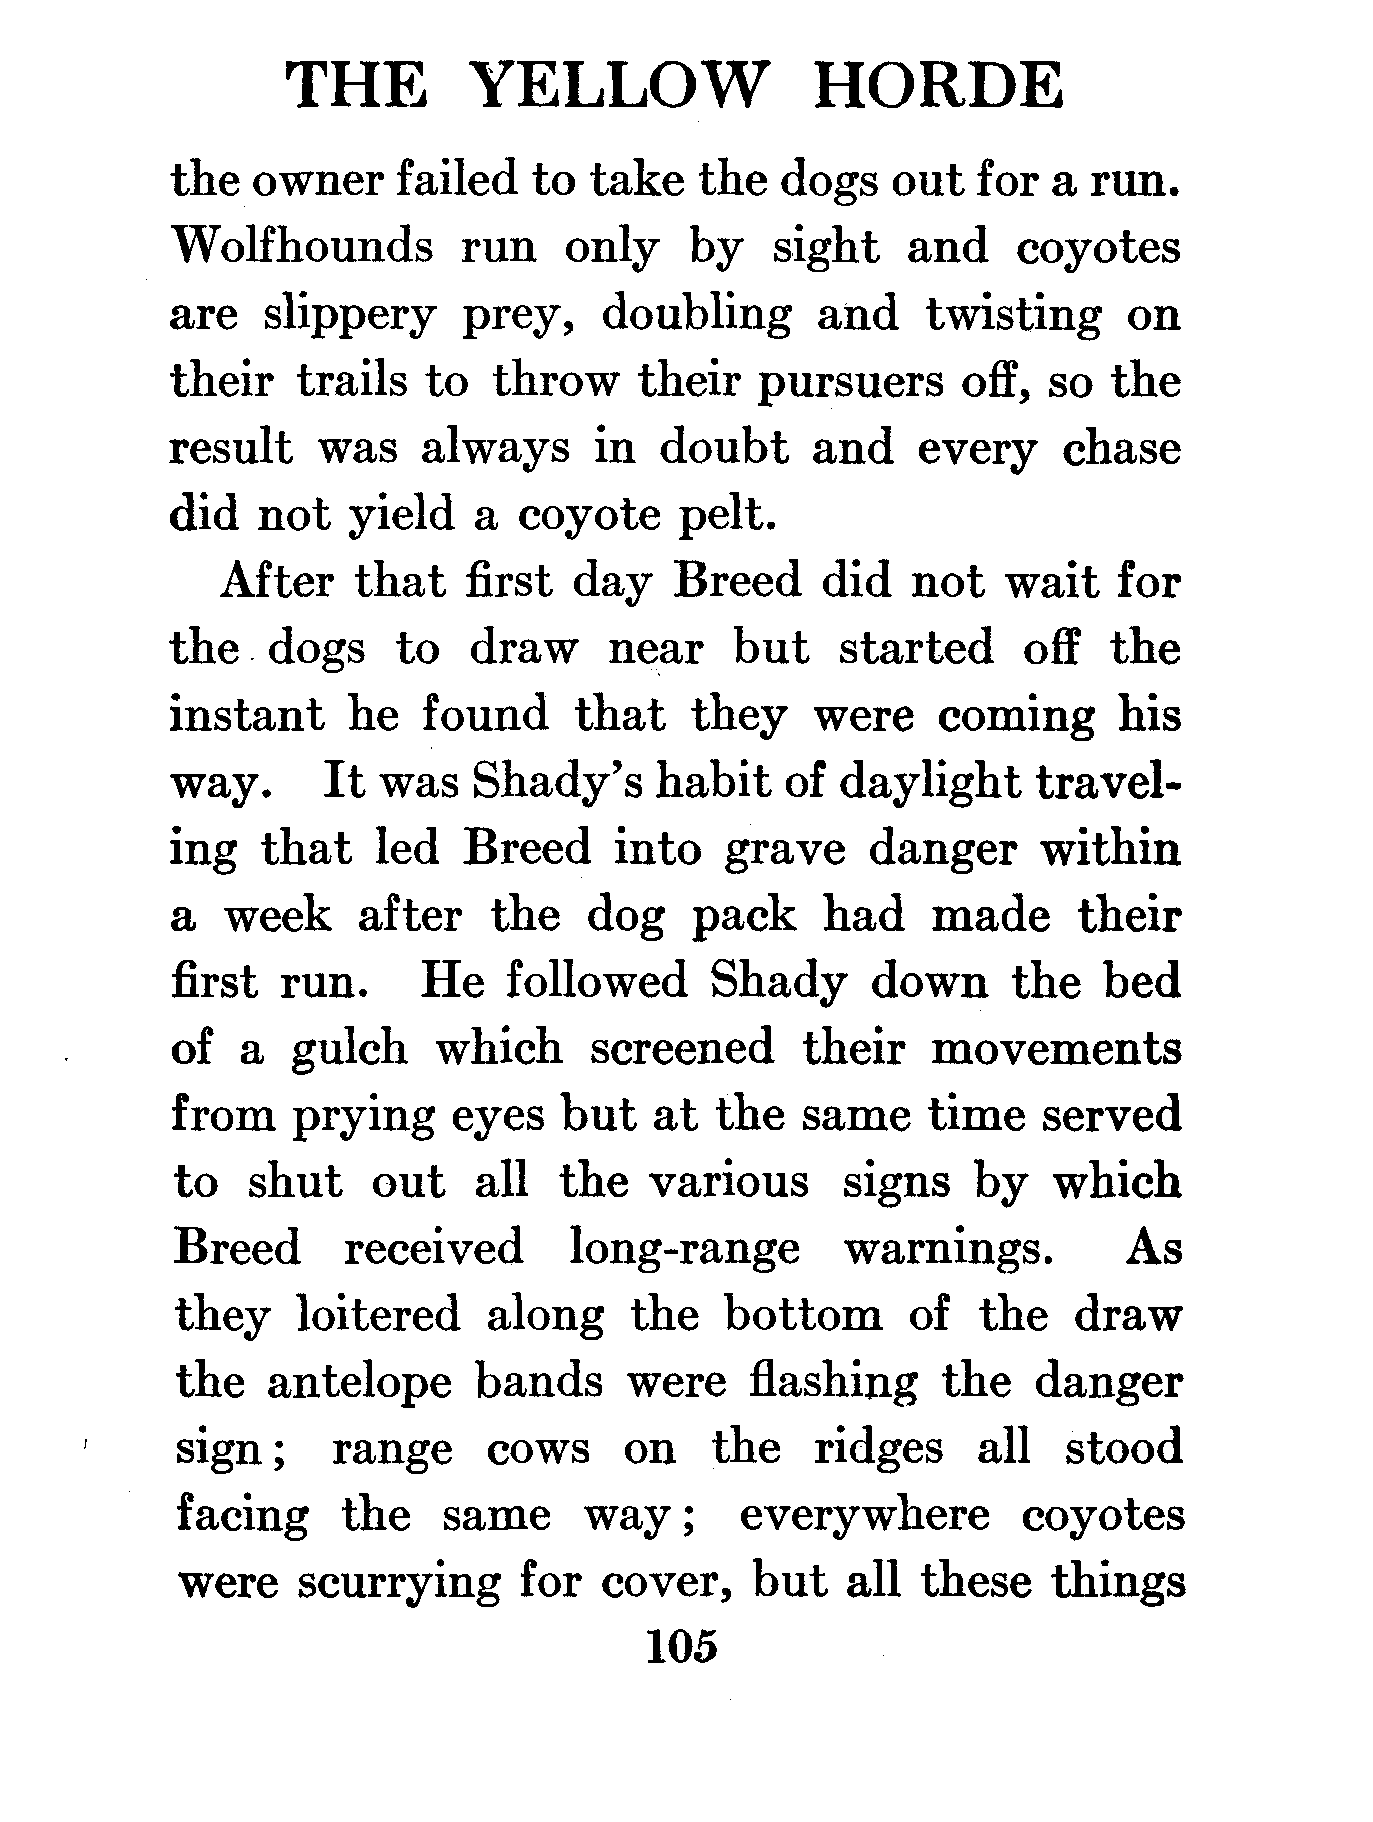 THE YELLOW HORDE
the owner failed to take the dogs out for a run.
Wolfhounds run only by sight and coyotes
are slippery prey, doubling and twisting on
their trails to throw their pursuers off, so the
result was always in doubt and every chase
did not yield a coyote pelt.
After that first day Breed did not wait for
the dogs to draw near but started off the
instant he found that they were coming his
way. It was Shady's habit of daylight travel-
ing that led Breed into grave danger within
a week after the dog pack had made their
first run. He followed Shady down the bed
of a gulch which screened their movements
from prying eyes but at the same time served
to shut out all the various signs by which
Breed received long-range warnings. As
they loitered along the bottom of the draw
the antelope bands were flashing the danger
sign; range cows on the ridges all stood
facing the same way; everywhere coyotes
were scurrying for cover, but all these things
105